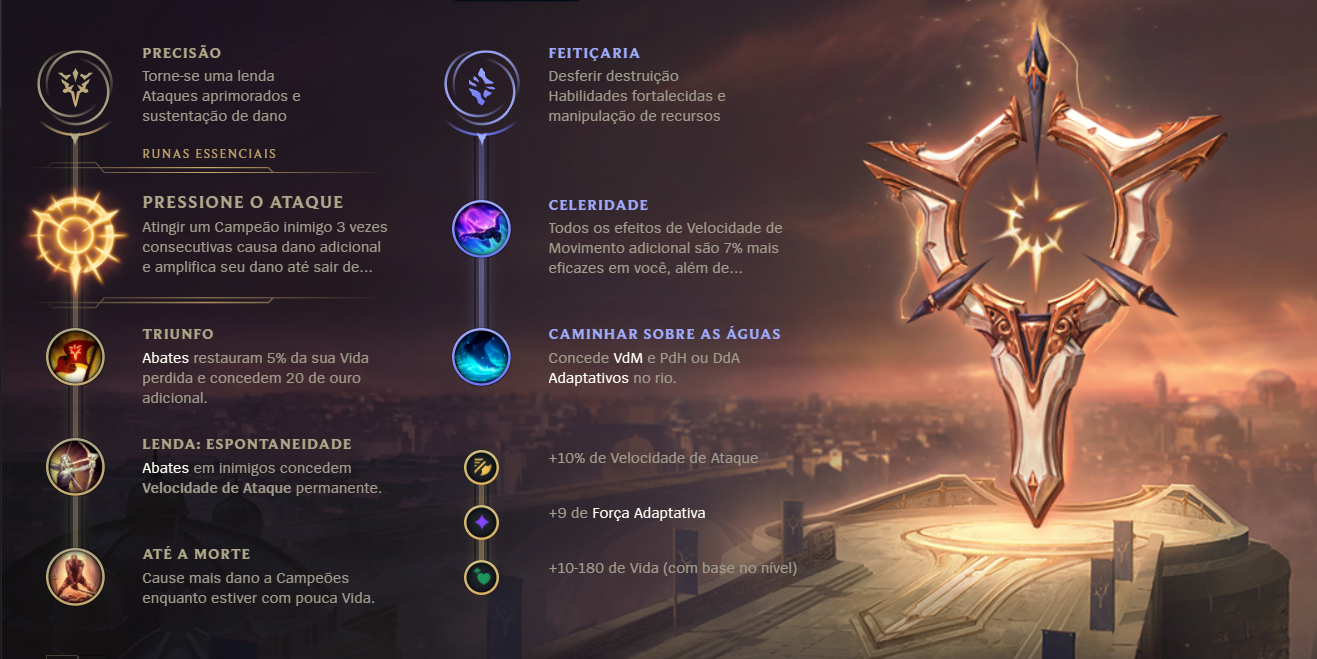 PRECISÃO
Torne-se uma lenda
Ataques aprimorados e
sustentação de dano
RUNAS ESSENCIAIS
PRESSIONE O ATAQUE
Atingir um Campeão inimigo 3 vezes
consecutivas causa dano adicional
e amplifica seu dano até sair de...
TRIUNFO
Abates restauram 5% da sua Vida
perdida e concedem 20 de ouro
adicional.
LENDA: ESPONTANEIDADE
Abates em inimigos concedem
Velocidade de Ataque permanente.
ATÉ A MORTE
Cause mais dano a Campeões
enquanto estiver com pouca Vida.
FEITIÇARIA
Desferir destruição
Habilidades fortalecidas e
manipulação de recursos
CELERIDADE
Todos os efeitos de Velocidade de
Movimento adicional são 7% mais
eficazes em você, além de...
CAMINHAR SOBRE AS ÁGUAS
Concede VdM e PdH ou DdA
Adaptativos no rio.
+10% de Velocidade de Ataque
+9 de Força Adaptativa
+10-180 de Vida (com base no nível)